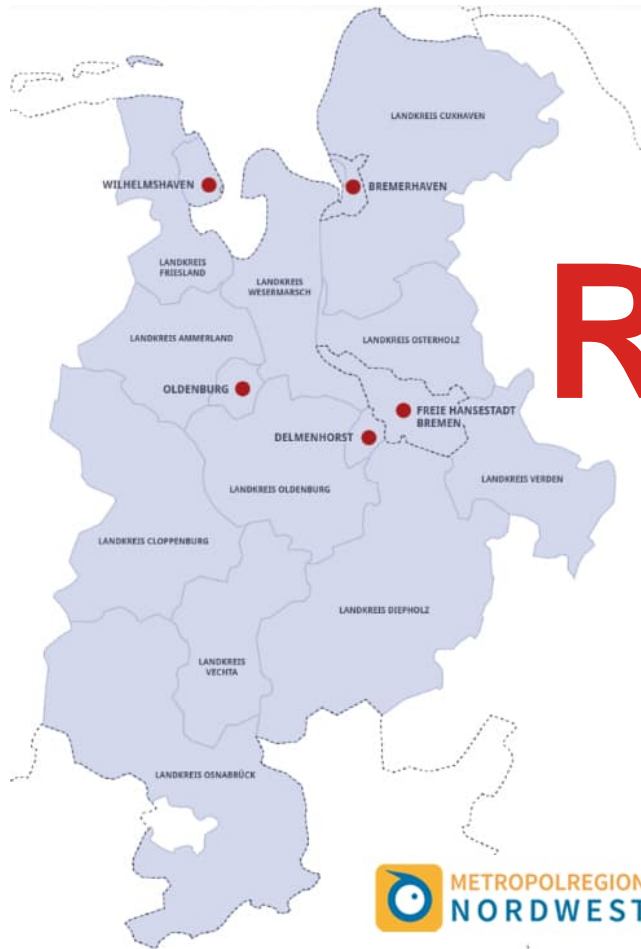 LANDKREIS CUXHAVEN
WILHELMSHAVEN
BREMERHAVEN
LANDKREIS
FRIESLAND
LANDKREIS
WESERMARSCH
R
LANDKREIS AMMERLAND
LANDKREIS OSTERHOLZ
OLDENBURG
FREIE HANSESTADT
BREMEN
DELMENHORST
LANDKREIS VERDEN
LANDKREIS OLDENBURG
LANDKREIS CLOPPENBURG
LANDKREIS DIEPHOLZ
LANDKREIS
VECHTA
LANDKREIS OSNABRÜCK
METROPOLREGION
NORDWEST